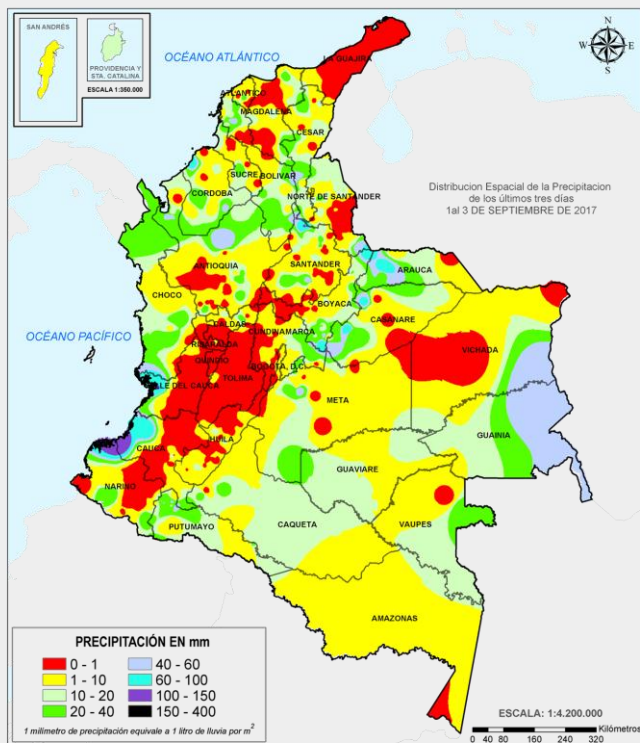 SAN ANDRÉS
PROVIDENCIA Y
STA. CATALINA
ESCALA 1:350.000
OCÉANO ATLÁNTICO
N
W E
S
LA GUAJIRA
ATLANTICO
MAGDALENA
CESAR
SUCRE
BOLIVAR
CORDOBA
NORTE DE SANTANDER
Distribucion Espacial de la Precipitacion
de los últimos tres días
1al 3 DE SEPTIEMBRE DE 2017
ANTIOQUIA
SANTANDER
ARAUCA
CHOCO
BOYACA
CASANARE
OCÉANO PACÍFICO
CALDAS
CUNDINAMARCA
VICHADA
RISARALDA
QUINDIO
BOGOTA, D.C.
TOLIMA
VALLE DEL CAUCA
META
GUAINIA
CAUCA
HUILA
GUAVIARE
NARIÑO
PUTUMAYO
CAQUETA
VAUPES
AMAZONAS
PRECIPITACIÓN EN mm
0 - 1
40 - 60
1 - 10
60 - 100
10 - 20
100 - 150
20 - 40
150 - 400
1 milimetro de precipitación equivale a 1 litro de lluvia por m²
ESCALA: 1:4.200.000
Kilómetros
0 40 80 160 240 320